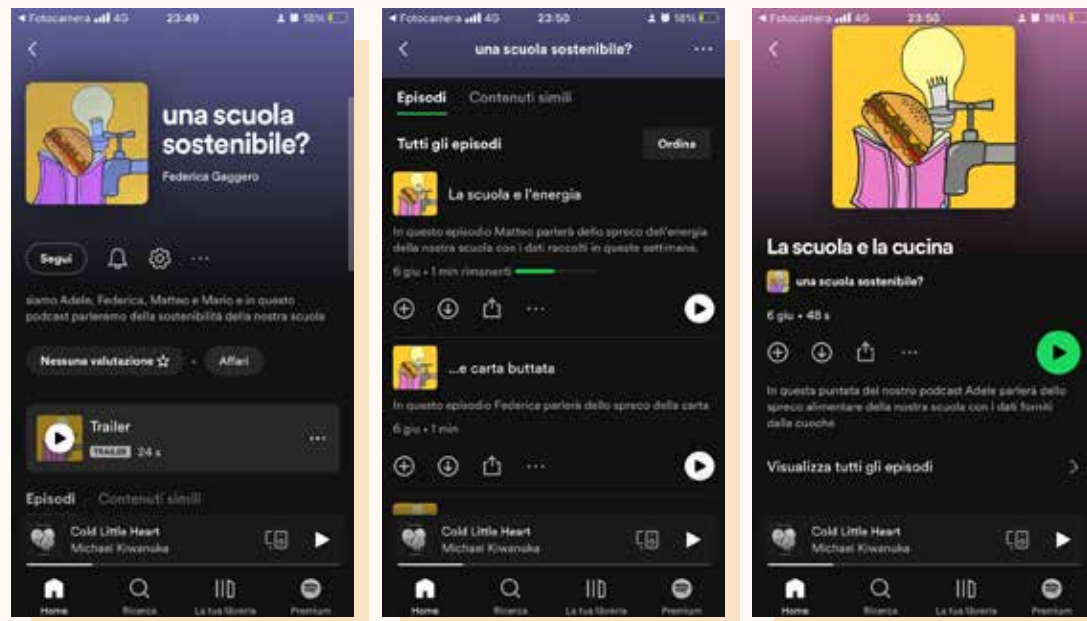 Fotocamera 4G 23:49 18%
una scuola
sostenibile?
Federica Gaggero
Segui
siamo Adele, Federica, Matteo e Mario e in questo
podcast parleremo della sostenibilità della nostra scuola
Nessuna valutazione
Affari
Trailer
TRAILER 24 s
Episodi Contenuti simili
Cold Little Heart
Michael Kiwanuka
Home Ricerca La tua libreria Premium
Fotocamera 4G 23:50 18%
una scuola sostenibile?
Episodi Contenuti simili
Tutti gli episodi Ordina
La scuola e l'energia
In questo episodio Matteo parlerà dello spreco dell'energia
della nostra scuola con i dati raccolti in queste settimane.
6 giu • 1 min rimanenti
...e carta buttata
In questo episodio Federica parlerà dello spreco della carta
6 giu • 1 min
Cold Little Heart
Michael Kiwanuka
Home Ricerca La tua libreria Premium
Fotocamera 4G 23:50 18%
La scuola e la cucina
una scuola sostenibile?
6 giu • 48 s
In questa puntata del nostro podcast Adele parlerà dello
spreco alimentare della nostra scuola con i dati forniti
dalle cuoche
Visualizza tutti gli episodi
Cold Little Heart
Michael Kiwanuka
Home Ricerca La tua libreria Premium